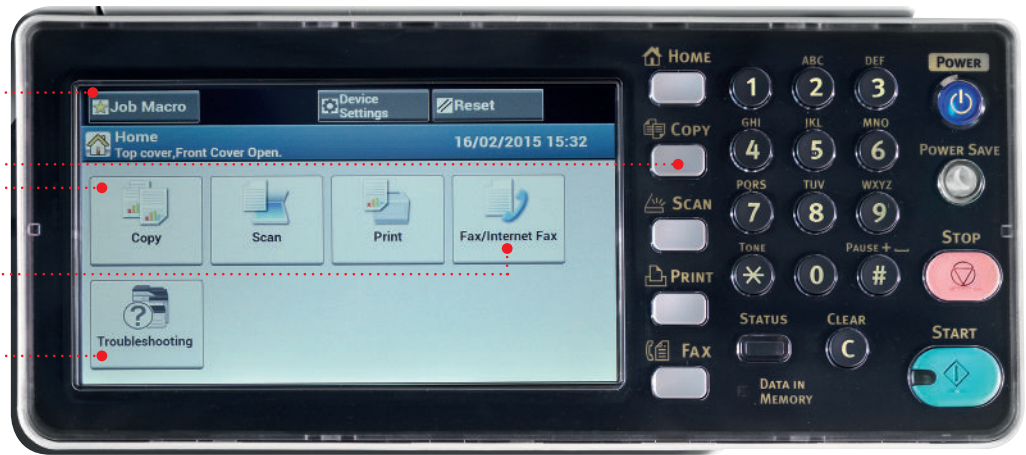 Job Macro
Device
Settings
Reset
Home
16/02/2015 15:32
Top cover,Front Cover Open.
Copy
Scan
Print
Fax/Internet Fax
Troubleshooting
HOME
COPY
SCAN
PRINT
FAX
ABC
DEF
1
2
3
GHI
JKL
MNO
4
5
6
PQRS
TUV
WXYZ
7
8
9
TONE
PAUSE + ⎵
*
0
#
STATUS
CLEAR
C
DATA IN
MEMORY
POWER
POWER SAVE
STOP
START